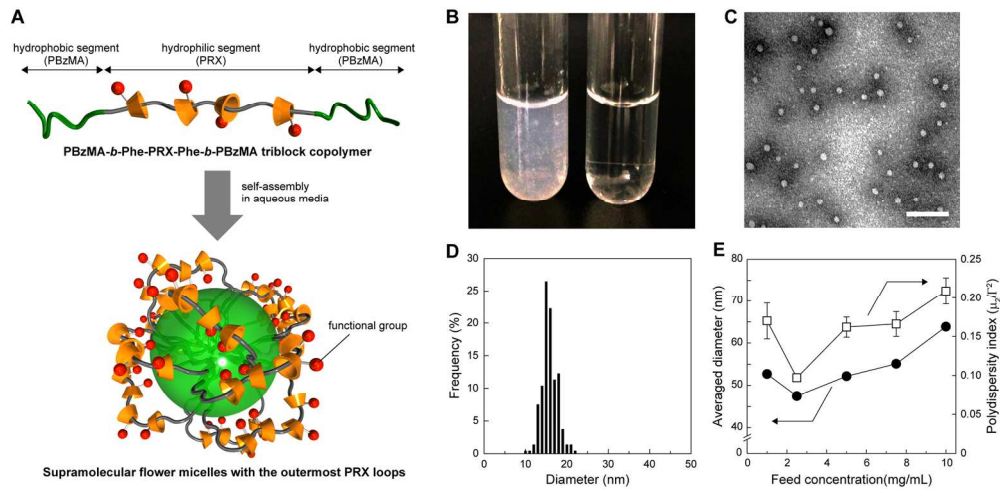 A
hydrophobic segment
(PBzMA)
hydrophilic segment
(PRX)
hydrophobic segment
(PBzMA)
PBzMA-b-Phe-PRX-Phe-b-PBzMA triblock copolymer
self-assembly
in aqueous media
functional group
Supramolecular flower micelles with the outermost PRX loops
B
C
D
30
25
20
15
10
5
0
Frequency (%)
0
10
20
30
40
50
Diameter (nm)
E
80
70
60
50
40
0
Averaged diameter (nm)
0.25
0.20
0.15
0.10
0.05
0
Polydispersity index (μ₂/Γ⁻²)
0
2
4
6
8
10
Feed concentration(mg/mL)